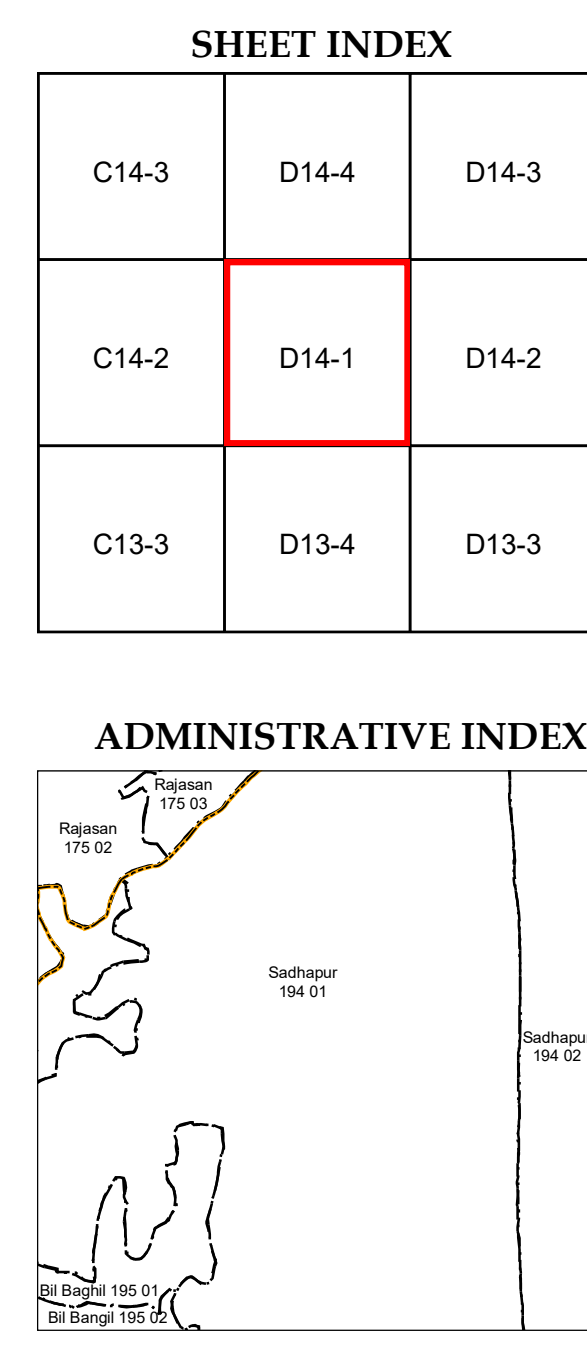 SHEET INDEX
C14-3 D14-4 D14-3
C14-2 D14-1 D14-2
C13-3 D13-4 D13-3
ADMINISTRATIVE INDEX
Rajasan
175 03
Rajasan
175 02
Sadhapur
194 01
Sadhapur
194 02
Bil Baghil 195 01
Bil Bangil 195 02